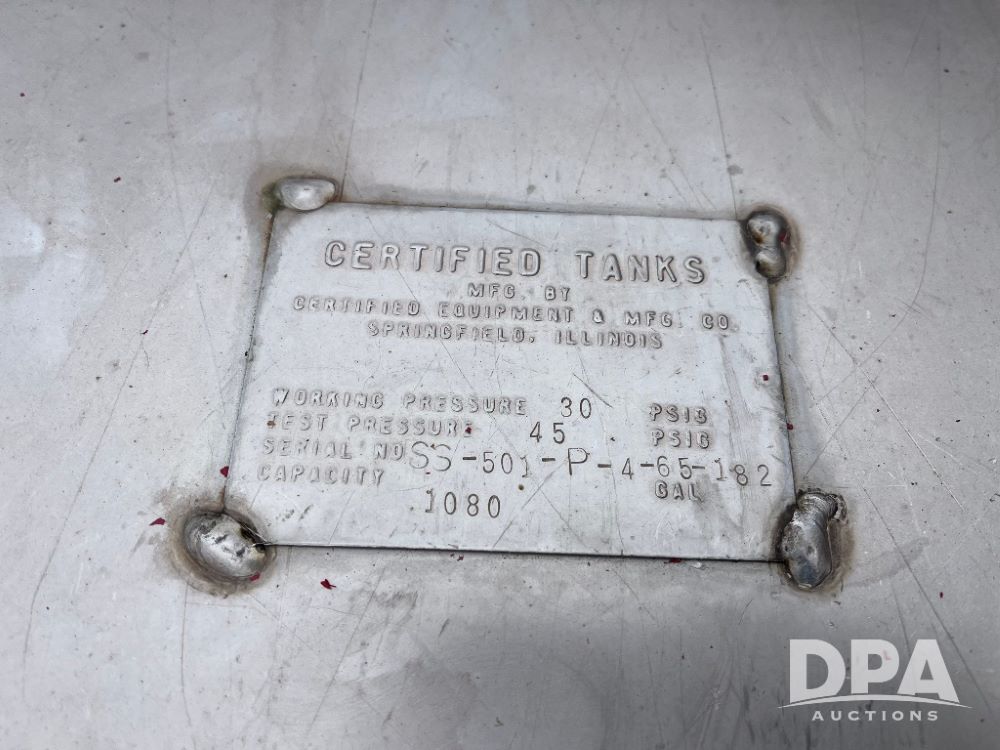 CERTIFIED TANKS
MFG. BY
CERTIFIED EQUIPMENT & MFG. CO.
SPRINGFIELD, ILLINOIS
WORKING PRESSURE 30 PSIG
TEST PRESSURE 45 PSIG
SERIAL NO SS-501-P-4-65-182
CAPACITY 1080 GAL
DPA
AUCTIONS